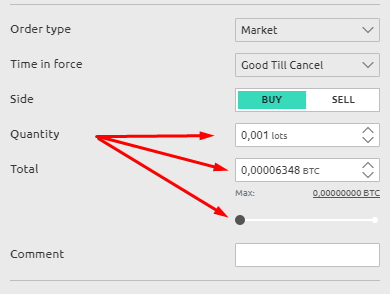 Order type Market
Time in force Good Till Cancel
Side BUY SELL
Quantity 0,001 lots
Total 0,00006348 BTC
Max: 0,00000000 BTC
Comment